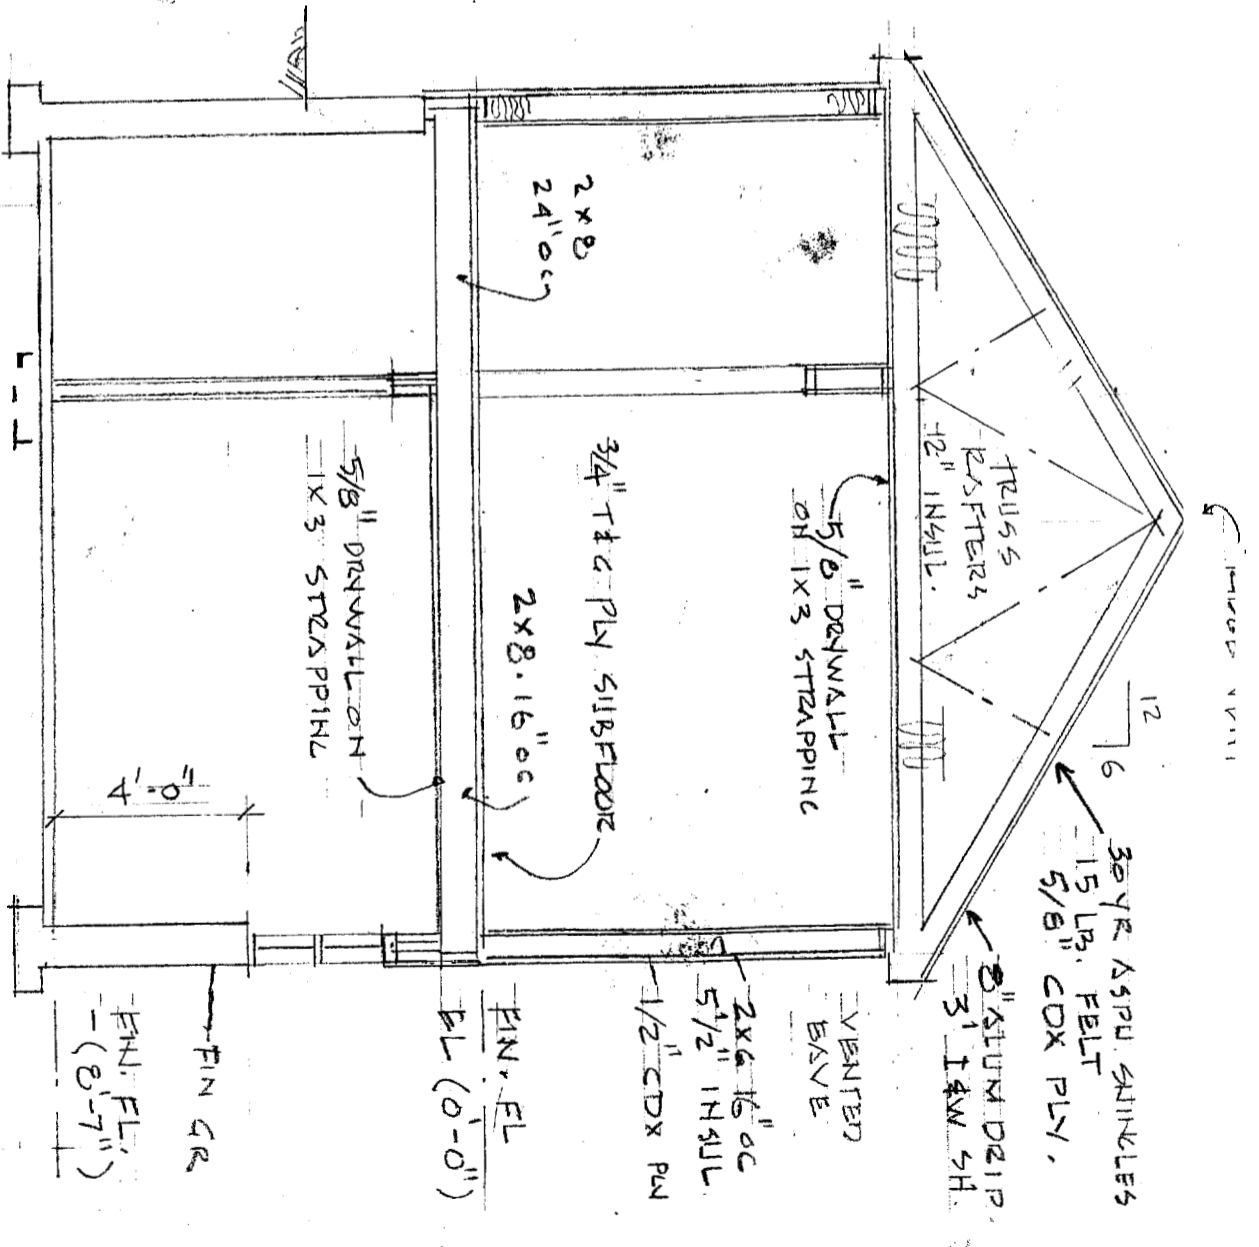 12
6
30 YR ASPH. SHINGLES
15 LB. FELT
5/8" CDX PLY.
8" ALUM DRIP.
3' I&W SH.
TRUSS
RAFTERS
12" INSUL.
VENTED
EAVE
5/8" DRYWALL
ON 1X3 STRAPPING
2X6 16" OC
5 1/2" INSUL.
1/2" CDX PLY
2X8
24" OC
3/4" T&G PLY SUBFLOOR
2X8.16" OC
FIN. FL
EL (0'-0")
5/8" DRYWALL ON
1X3 STRAPPING
4'-0"
FIN GR
FIN. FL.
-(8'-7")